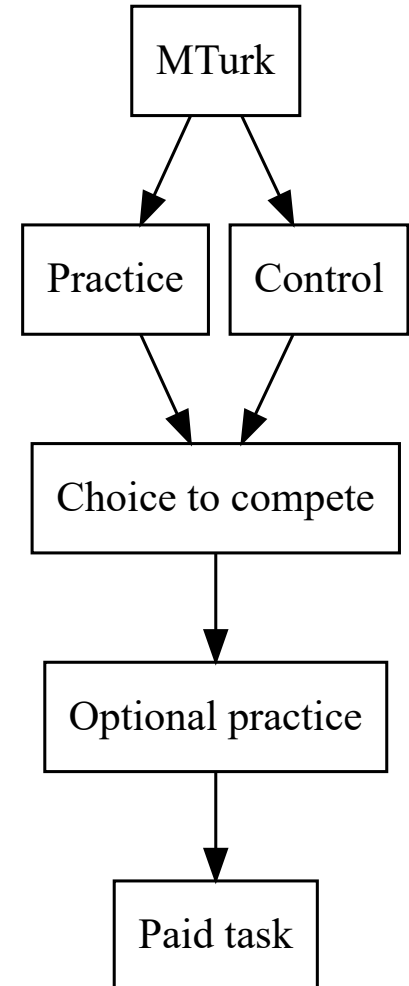 MTurk
Practice
Control
Choice to compete
Optional practice
Paid task